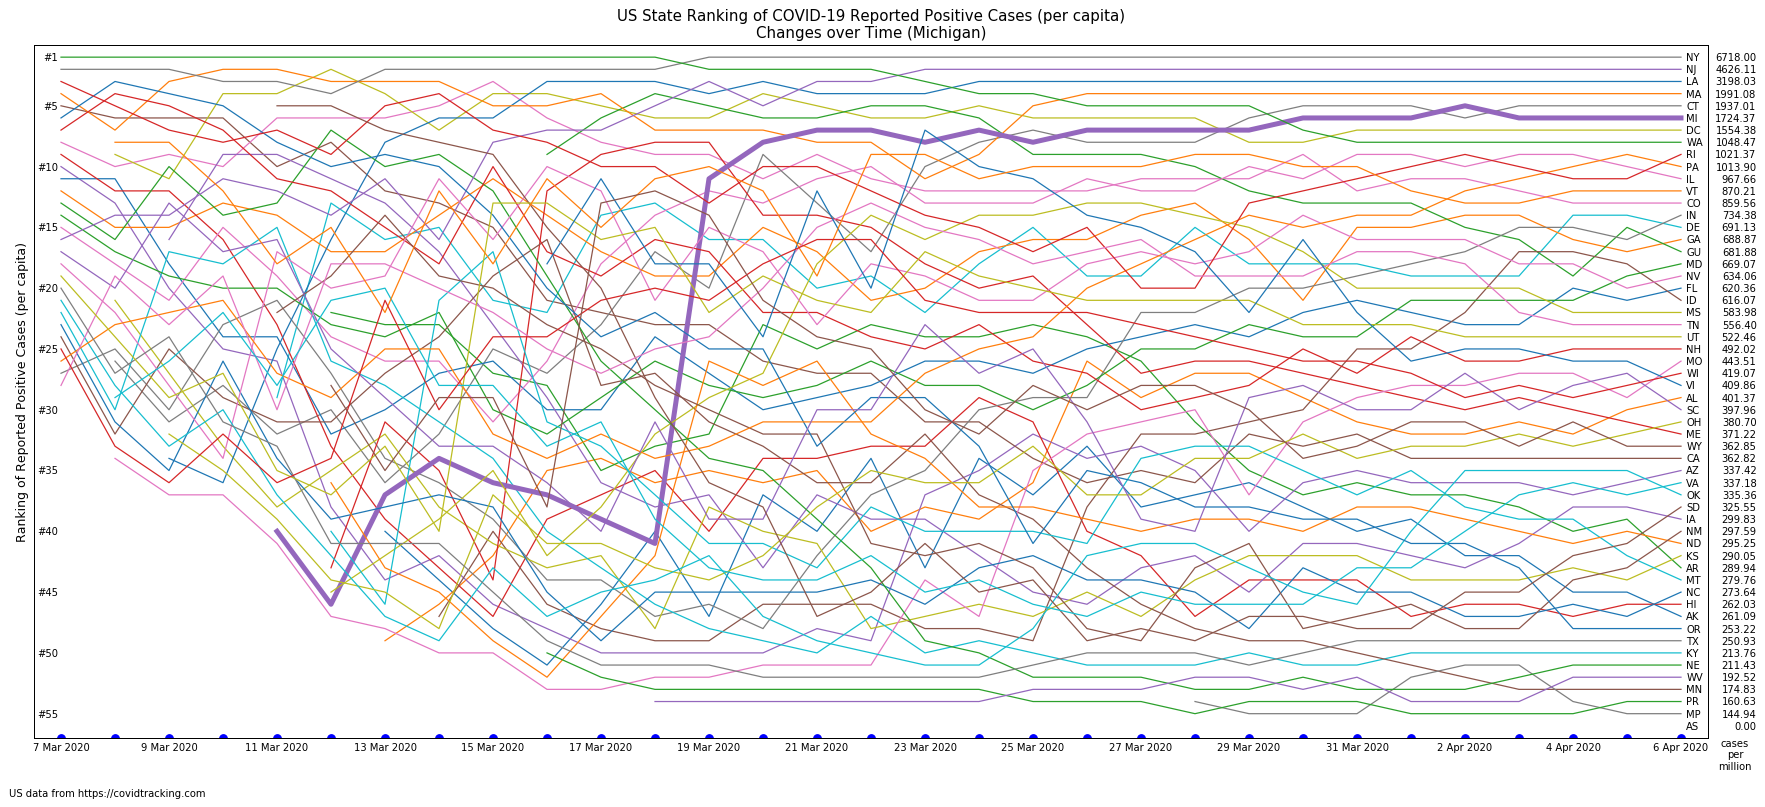 US State Ranking of COVID-19 Reported Positive Cases (per capita)
Changes over Time (Michigan)
Ranking of Reported Positive Cases (per capita)
#1
#5
#10
#15
#20
#25
#30
#35
#40
#45
#50
#55
NY 6718.00
NJ 4626.11
LA 3198.03
MA 1991.08
CT 1937.01
MI 1724.37
DC 1554.38
WA 1048.47
RI 1021.37
PA 1013.90
IL 967.66
VT 870.21
CO 859.56
IN 734.38
DE 691.13
GA 688.87
GU 681.88
MD 669.07
NV 634.06
FL 620.36
ID 616.07
MS 583.98
TN 556.40
UT 522.46
NH 492.02
MO 443.51
WI 419.07
VI 409.86
AL 401.37
SC 397.96
OH 380.70
ME 371.22
WY 362.85
CA 362.82
AZ 337.42
VA 337.18
OK 335.36
SD 325.55
IA 299.83
NM 297.59
ND 295.25
KS 290.05
AR 289.94
MT 279.76
NC 273.64
HI 262.03
AK 261.09
OR 253.22
TX 250.93
KY 213.76
NE 211.43
WV 192.52
MN 174.83
PR 160.63
MP 144.94
AS 0.00
7 Mar 2020 9 Mar 2020 11 Mar 2020 13 Mar 2020 15 Mar 2020 17 Mar 2020 19 Mar 2020 21 Mar 2020 23 Mar 2020 25 Mar 2020 27 Mar 2020 29 Mar 2020 31 Mar 2020 2 Apr 2020 4 Apr 2020 6 Apr 2020
cases
per
million
US data from https://covidtracking.com